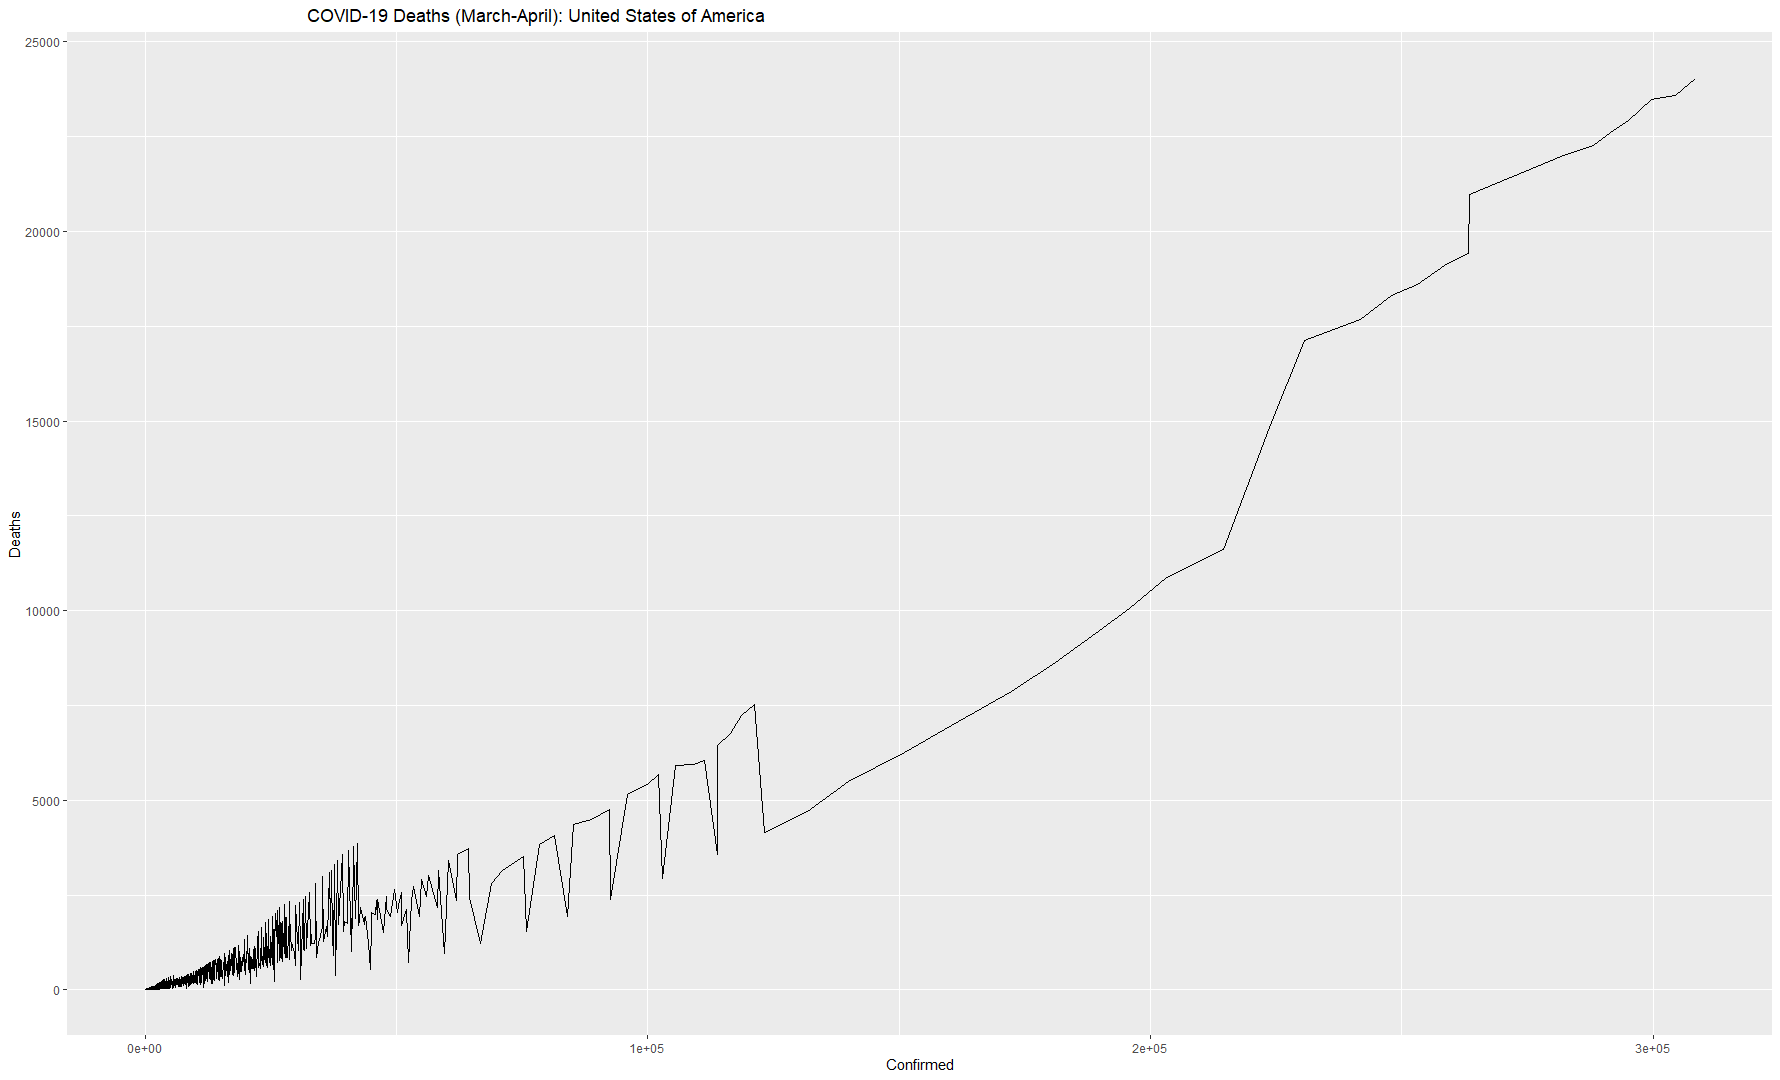 COVID-19 Deaths (March-April): United States of America
25000
20000
15000
10000
5000
0
Deaths
0e+00 1e+05 2e+05 3e+05
Confirmed